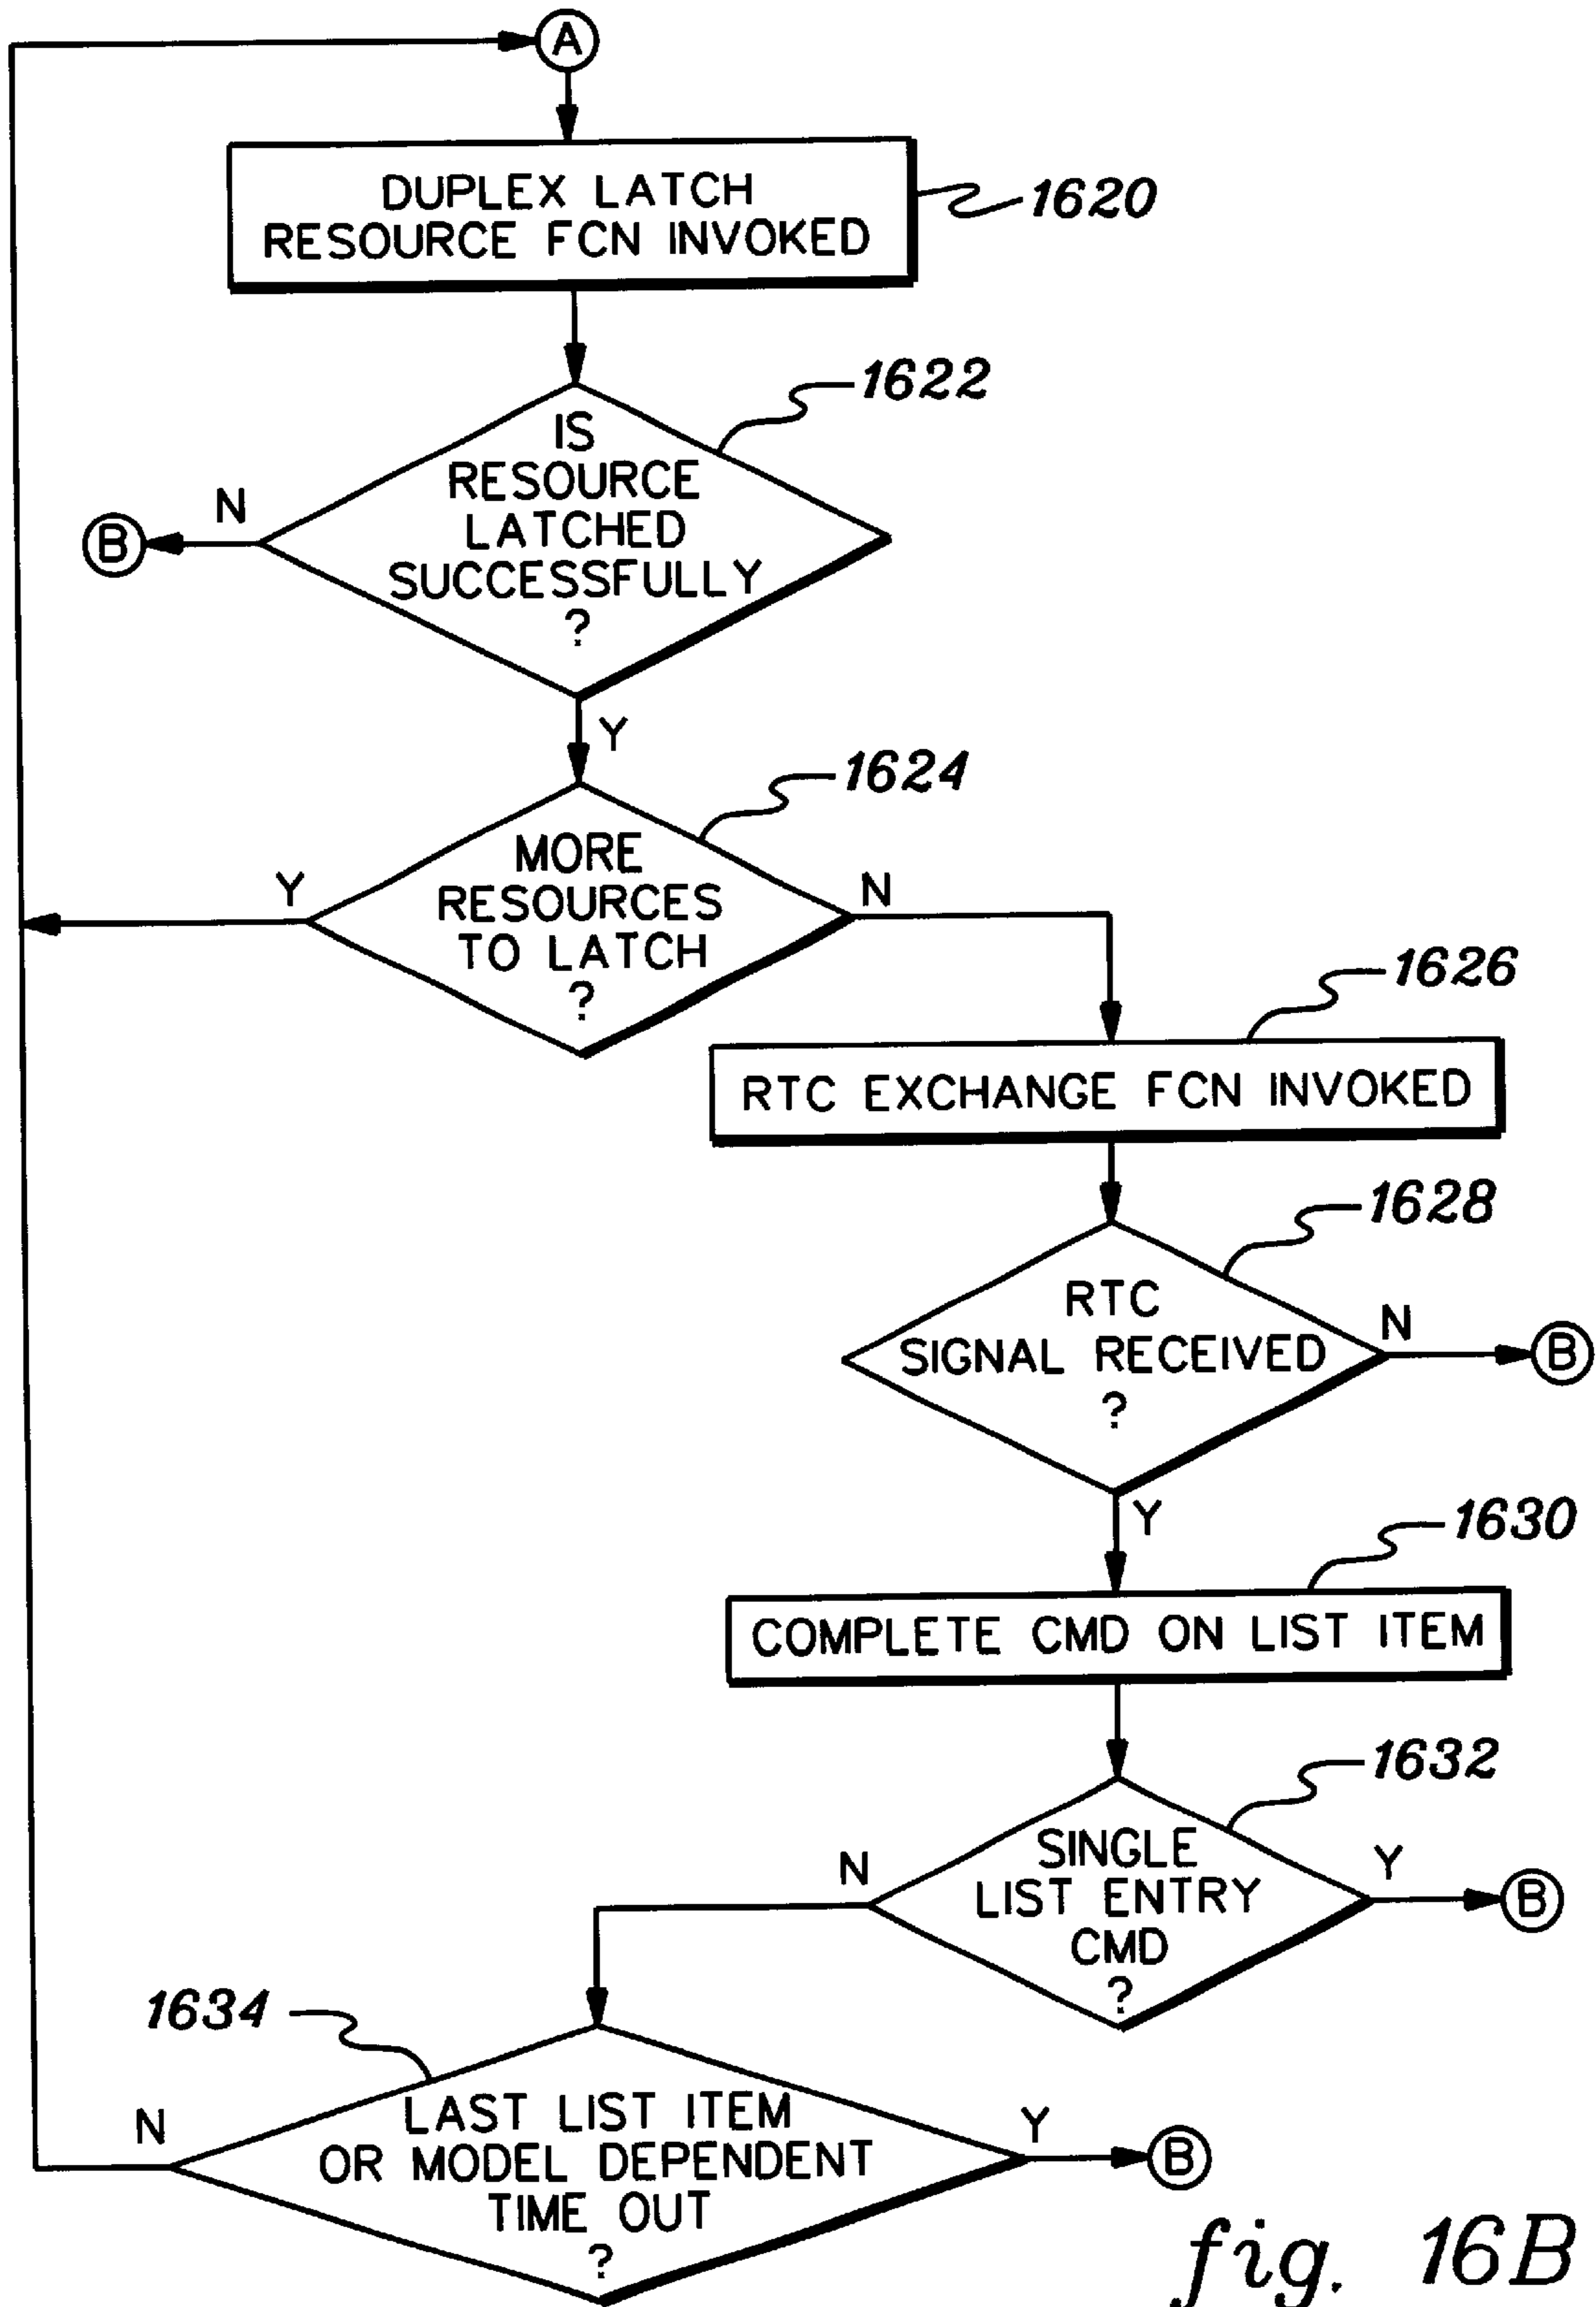 A
DUPLEX LATCH
RESOURCE FCN INVOKED
1620
1622
IS
RESOURCE
LATCHED
SUCCESSFULLY
?
N
B
Y
1624
MORE
RESOURCES
TO LATCH
?
Y
N
1626
RTC EXCHANGE FCN INVOKED
1628
RTC
SIGNAL RECEIVED
?
N
B
Y
1630
COMPLETE CMD ON LIST ITEM
1632
SINGLE
LIST ENTRY
CMD
?
N
Y
B
1634
LAST LIST ITEM
OR MODEL DEPENDENT
TIME OUT
?
N
Y
B
fig. 16B